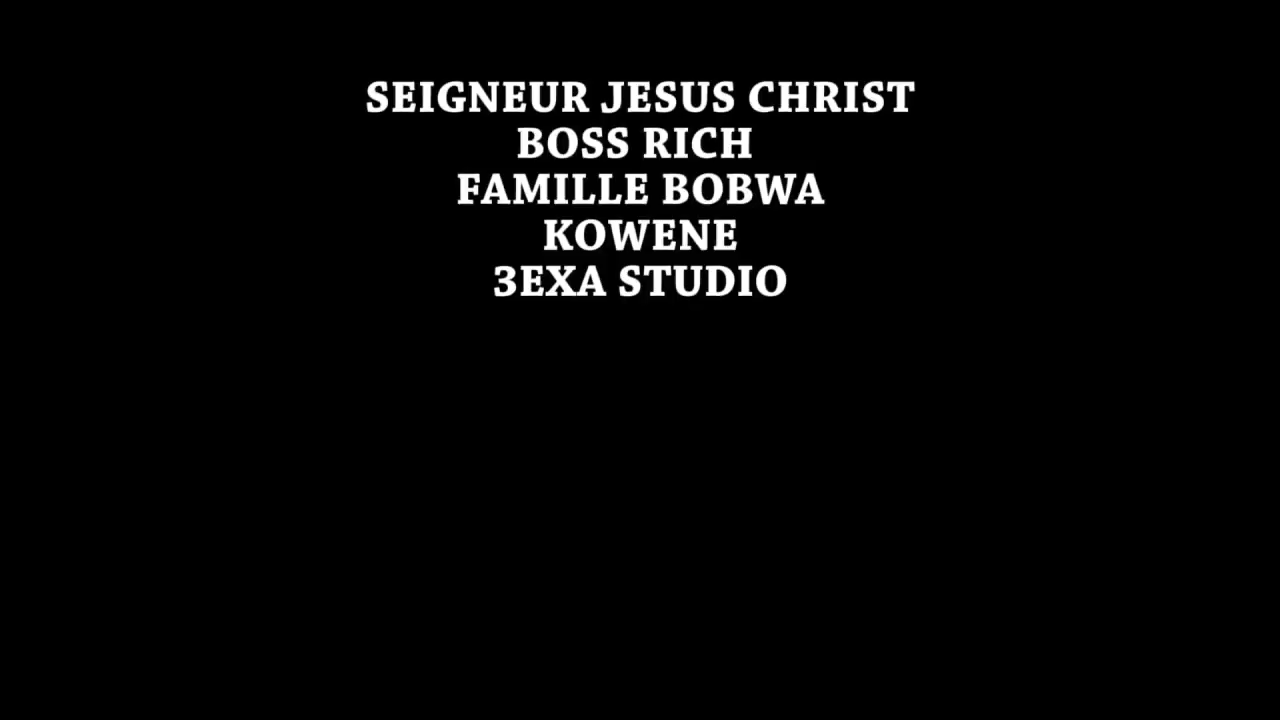 SEIGNEUR JESUS CHRIST
BOSS RICH
FAMILLE BOBWA
KOWENE
3EXA STUDIO